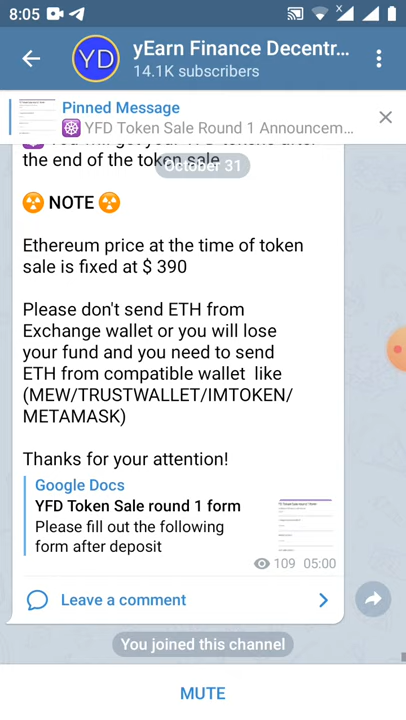 8:05
yEarn Finance Decentr...
YD
14.1K subscribers
Pinned Message
YFD Token Sale Round 1 Announcem...
the end of the token sale
October 31
NOTE
Ethereum price at the time of token
sale is fixed at $ 390
Please don't send ETH from
Exchange wallet or you will lose
your fund and you need to send
ETH from compatible wallet like
(MEW/TRUSTWALLET/IMTOKEN/
METAMASK)
Thanks for your attention!
Google Docs
YFD Token Sale round 1 form
Please fill out the following
form after deposit
109 05:00
Leave a comment
You joined this channel
MUTE